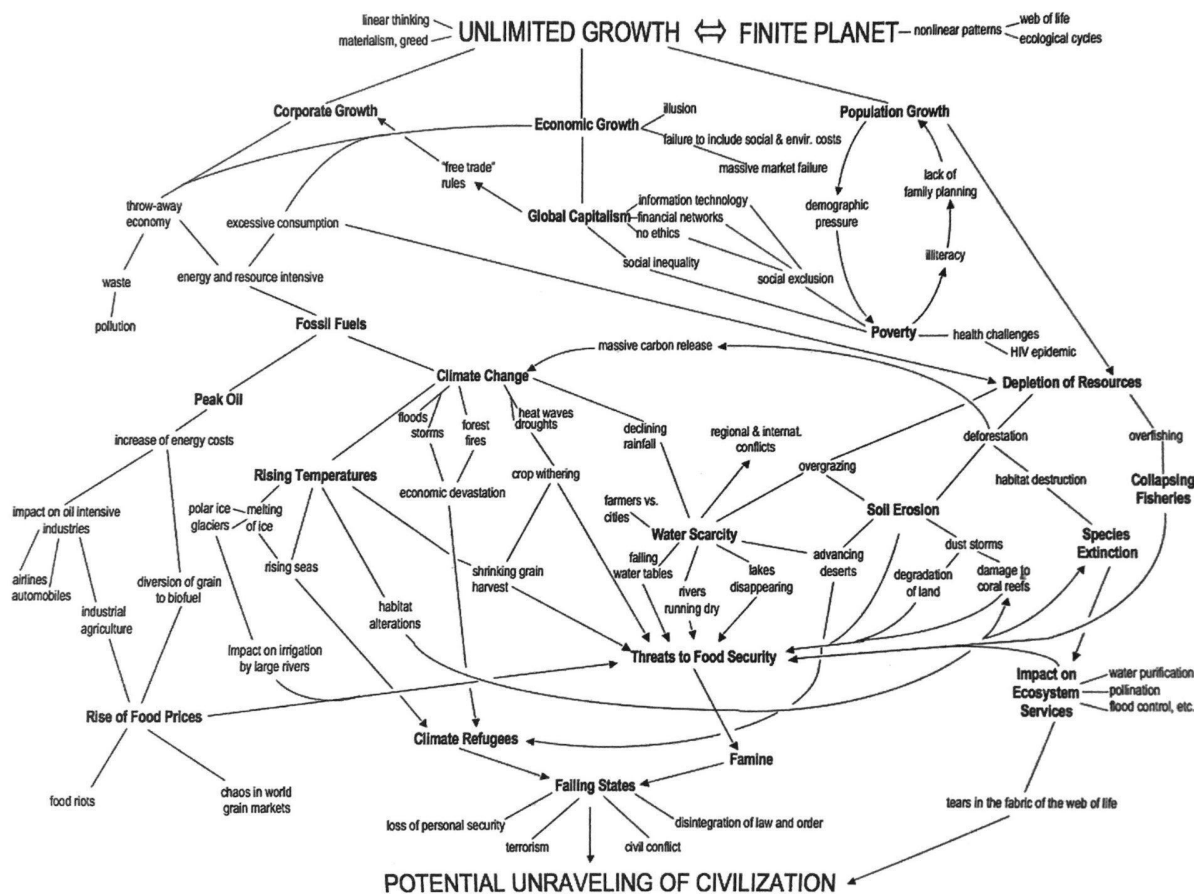 linear thinking
materialism, greed
UNLIMITED GROWTH ⇔ FINITE PLANET
nonlinear patterns
web of life
ecological cycles
Corporate Growth
Economic Growth
illusion
failure to include social & envir. costs
massive market failure
Population Growth
"free trade"
rules
lack of
family planning
throw-away
economy
excessive consumption
Global Capitalism
information technology
financial networks
no ethics
demographic
pressure
social inequality
social exclusion
illiteracy
waste
energy and resource intensive
pollution
Fossil Fuels
Poverty
health challenges
HIV epidemic
massive carbon release
Climate Change
Depletion of Resources
Peak Oil
floods
storms
forest
fires
heat waves
droughts
declining
rainfall
regional & internat.
conflicts
deforestation
overfishing
increase of energy costs
Rising Temperatures
economic devastation
crop withering
overgrazing
habitat destruction
Collapsing
Fisheries
impact on oil intensive
industries
polar ice
glaciers
melting
of ice
farmers vs.
cities
Water Scarcity
Soil Erosion
Species
Extinction
airlines
automobiles
diversion of grain
to biofuel
rising seas
shrinking grain
harvest
falling
water tables
rivers
running dry
lakes
disappearing
advancing
deserts
dust storms
degradation
of land
damage to
coral reefs
industrial
agriculture
habitat
alterations
Impact on irrigation
by large rivers
Threats to Food Security
Impact on
Ecosystem
Services
water purification
pollination
flood control, etc.
Rise of Food Prices
Climate Refugees
Famine
food riots
chaos in world
grain markets
Failing States
loss of personal security
terrorism
civil conflict
disintegration of law and order
tears in the fabric of the web of life
POTENTIAL UNRAVELING OF CIVILIZATION